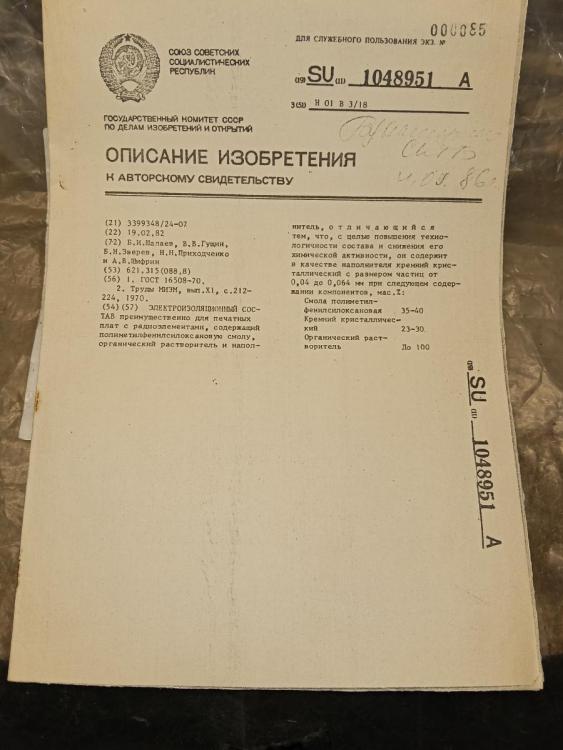 000085
ДЛЯ СЛУЖЕБНОГО ПОЛЬЗОВАНИЯ ЭКЗ. №
СОЮЗ СОВЕТСКИХ
СОЦИАЛИСТИЧЕСКИХ
РЕСПУБЛИК
(19) SU (11) 1048951 A
3(51) H 01 B 3/18
ГОСУДАРСТВЕННЫЙ КОМИТЕТ СССР
ПО ДЕЛАМ ИЗОБРЕТЕНИЙ И ОТКРЫТИЙ
ОПИСАНИЕ ИЗОБРЕТЕНИЯ
К АВТОРСКОМУ СВИДЕТЕЛЬСТВУ
(21) 3399348/24-07
(22) 19.02.82
(72) Б.И.Малаев, В.В.Гущин,
Б.Н.Зверев, Н.Н.Приходченко
и А.В.Шифрин
(53) 621.315(088.8)
(56) 1. ГОСТ 16508-70.
2. Труды МИЭМ, вып.XI, с.212-
224, 1970.
(54)(57) ЭЛЕКТРОИЗОЛЯЦИОННЫЙ СОС-
ТАВ преимущественно для печатных
плат с радиоэлементами, содержащий
полиметилфенилсилоксановую смолу,
органический растворитель и напол-
нитель, отличающийся
тем, что, с целью повышения техно-
логичности состава и снижения его
химической активности, он содержит
в качестве наполнителя кремний крис-
таллический с размером частиц от
0,04 до 0,064 мм при следующем содер-
жании компонентов, мас.%:
Смола полиметил-
фенилсилоксановая 35-40
Кремний кристалличес-
кий 23-30
Органический раст-
воритель До 100
(19) SU (11) 1048951 A